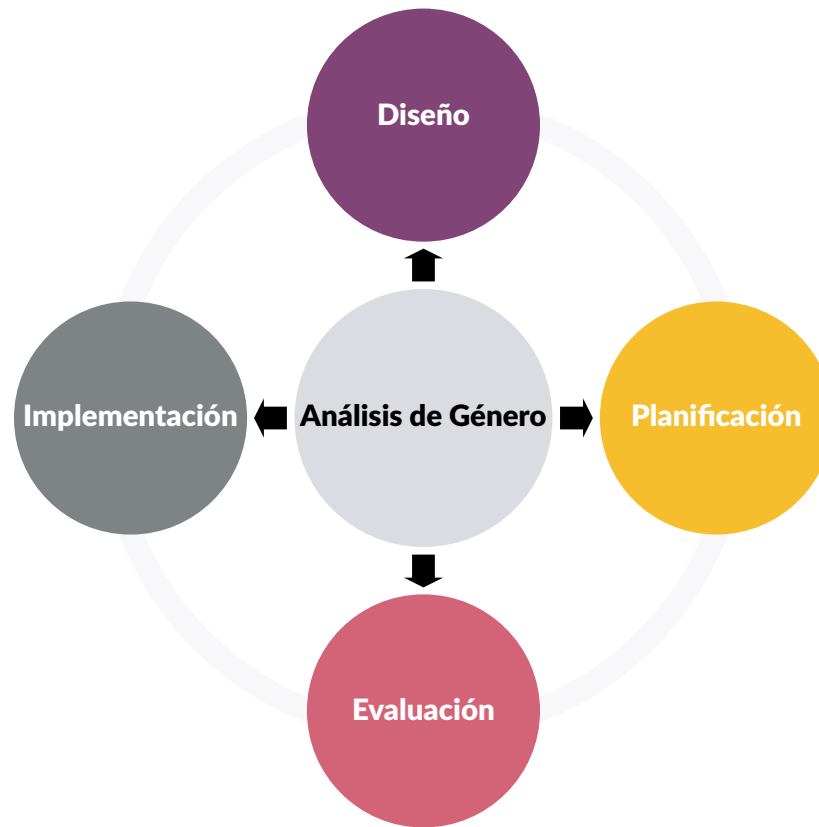 Diseño
Implementación
Análisis de Género
Planificación
Evaluación